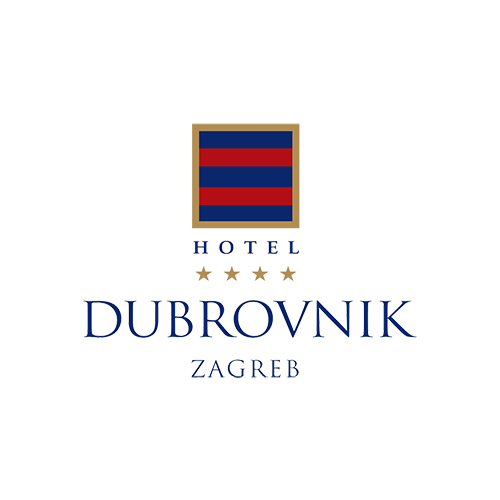 HOTEL
★★★★
DUBROVNIK
ZAGREB